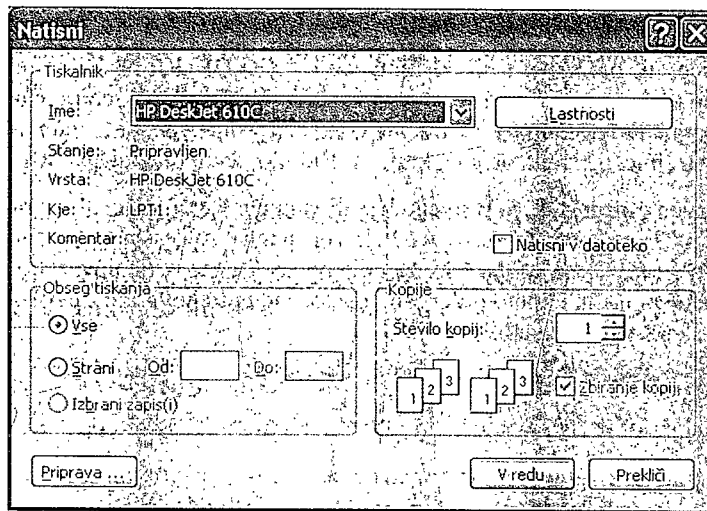 Natisni
Tiskalnik
Ime: HP DeskJet 610C Lastnosti
Stanje: Pripravljen
Vrsta: HP DeskJet 610C
Kje: LPT1:
Komentar: Natisni v datoteko
Obseg tiskanja
Vse
Strani Od: Do:
Izbrani zapis(i)
Kopije
Število kopij: 1
1 2 3 1 2 3 Zbiranje kopij
Priprava ... V redu Prekliči